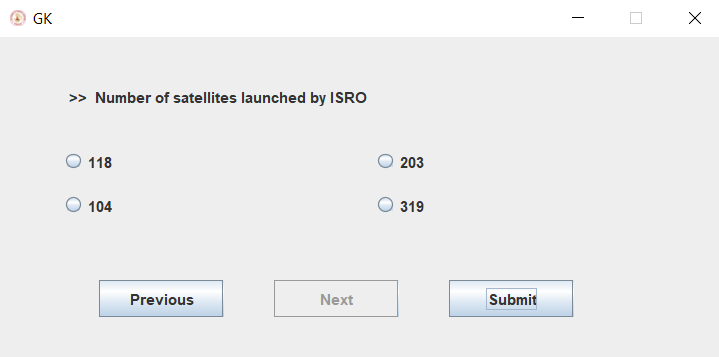 GK
>> Number of satellites launched by ISRO
118
203
104
319
Previous
Next
Submit